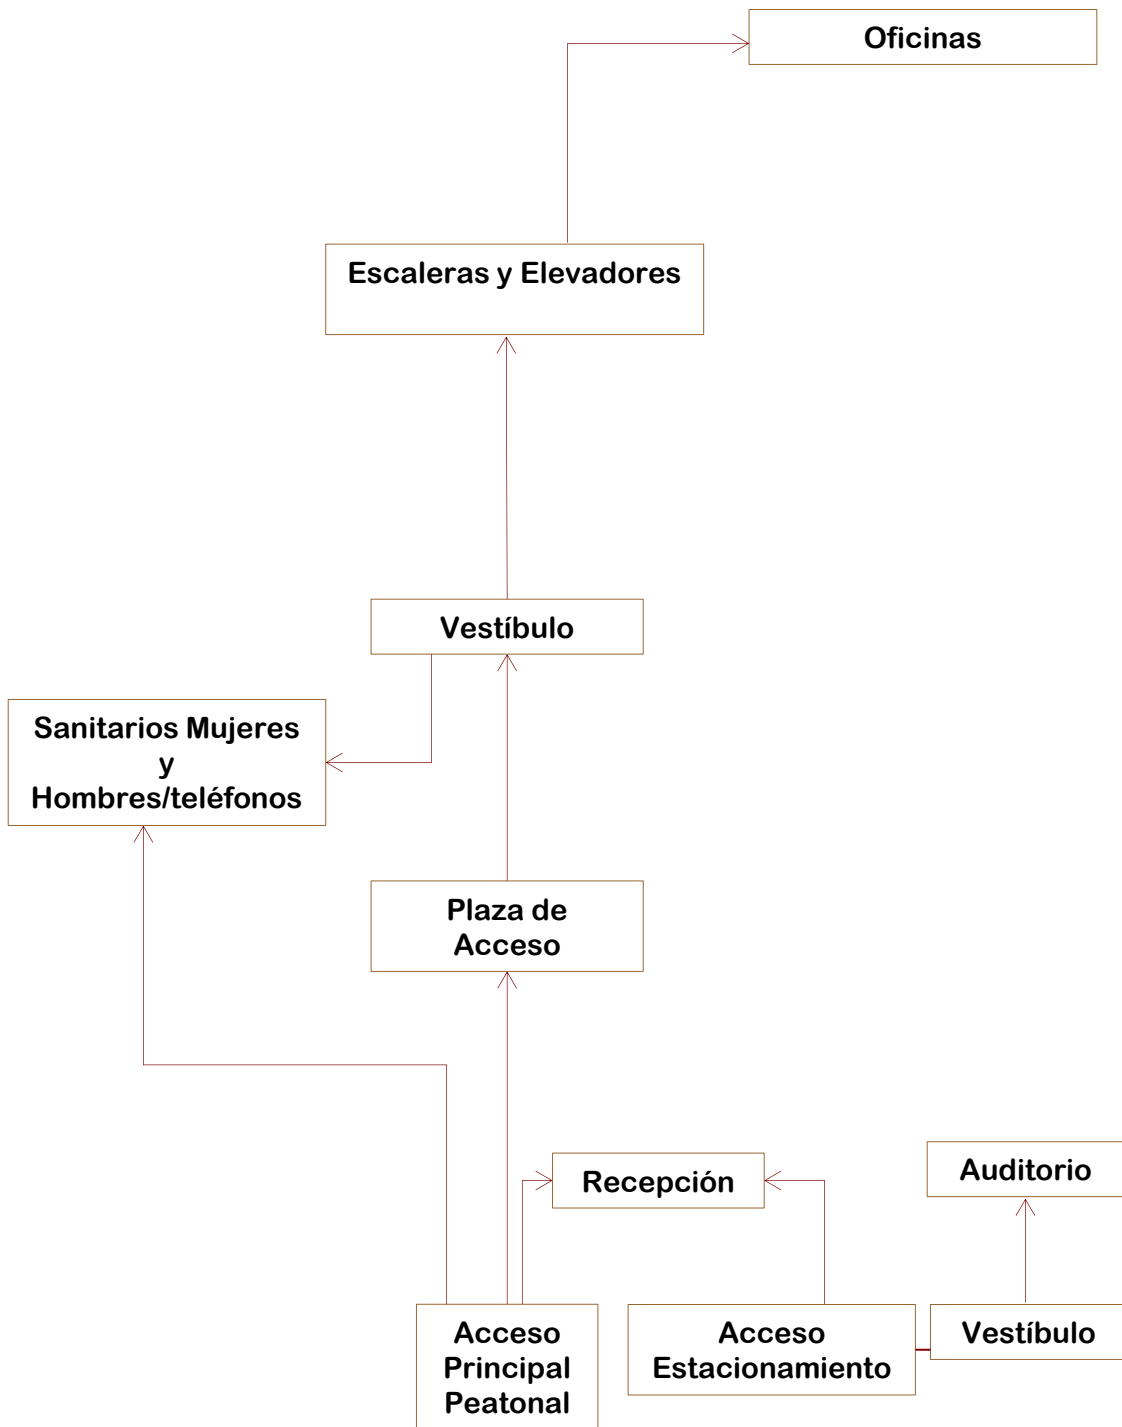 Oficinas
Escaleras y Elevadores
Vestíbulo
Sanitarios Mujeres
y
Hombres/teléfonos
Plaza de
Acceso
Recepción
Auditorio
Acceso
Principal
Peatonal
Acceso
Estacionamiento
Vestíbulo